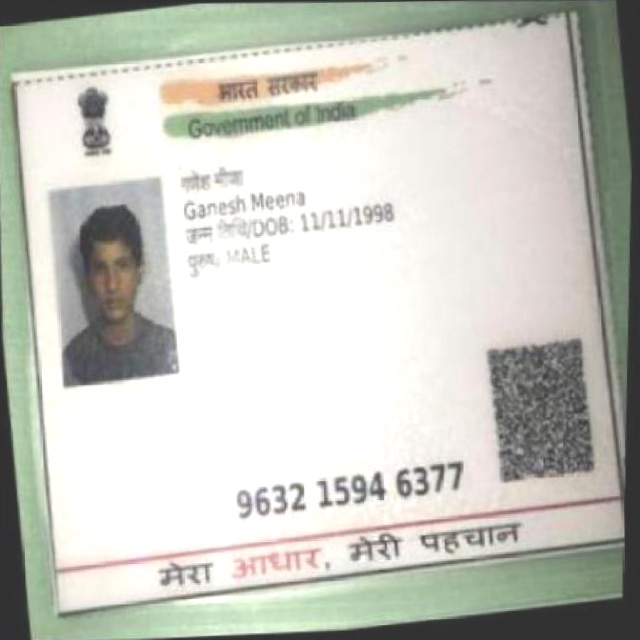 भारत सरकार
Government of India
गणेश मीणा
Ganesh Meena
जन्म तिथि/DOB: 11/11/1998
पुरुष/ MALE
9632 1594 6377
मेरा आधार, मेरी पहचान